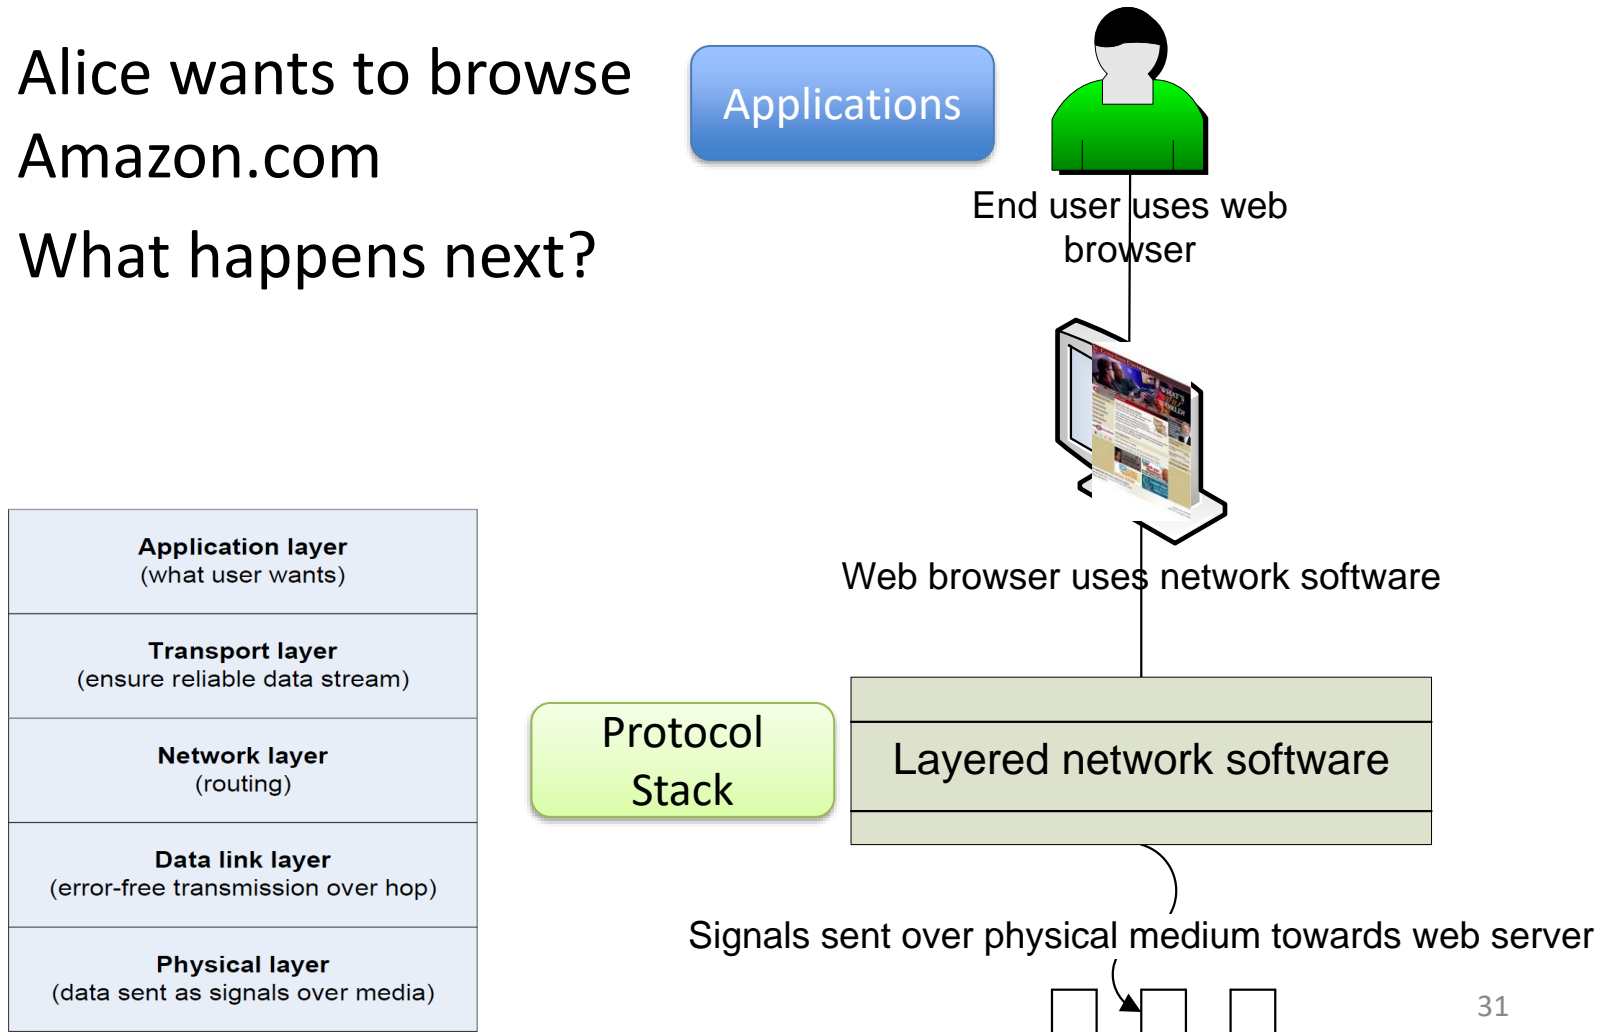 Alice wants to browse
Amazon.com
What happens next?
Applications
End user uses web
browser
WHAT'S
WORLD?
Web browser uses network software
Application layer
(what user wants)
Transport layer
(ensure reliable data stream)
Network layer
(routing)
Data link layer
(error-free transmission over hop)
Physical layer
(data sent as signals over media)
Protocol
Stack
Layered network software
Signals sent over physical medium towards web server
31